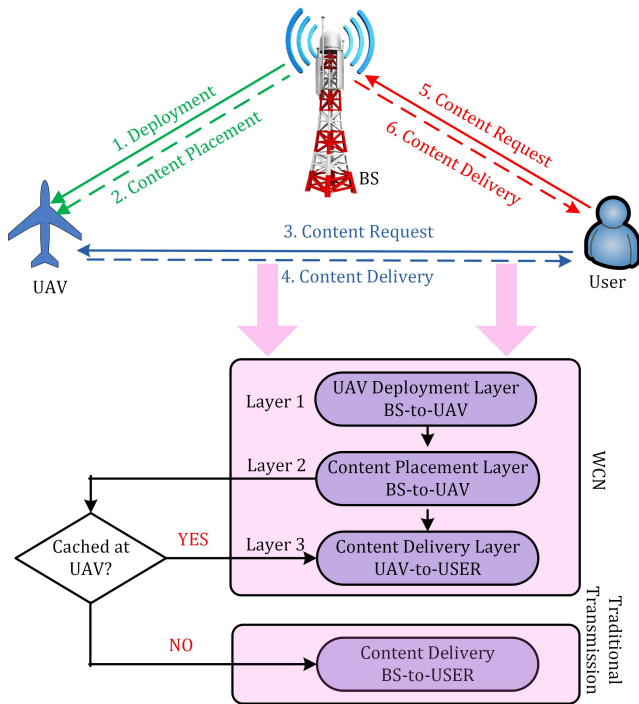 1. Deployment
2. Content Placement
5. Content Request
6. Content Delivery
BS
3. Content Request
4. Content Delivery
UAV
User
Layer 1
UAV Deployment Layer
BS-to-UAV
Layer 2
Content Placement Layer
BS-to-UAV
WCN
Cached at
UAV?
YES
Layer 3
Content Delivery Layer
UAV-to-USER
NO
Content Delivery
BS-to-USER
Traditional
Transmission